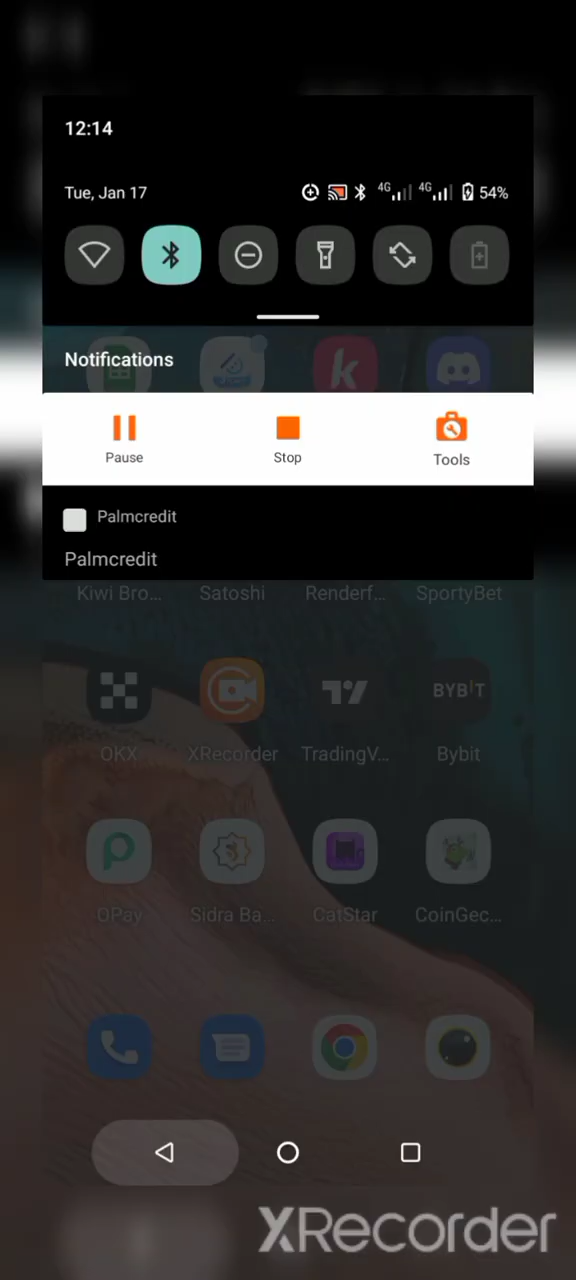 12:14
Tue, Jan 17
4G 4G 54%
Notifications
Pause Stop Tools
Palmcredit
Palmcredit
Kiwi Bro... Satoshi Renderf... SportyBet
BYBIT
OKX XRecorder TradingV... Bybit
OPay Sidra Ba... CatStar CoinGec...
XRecorder